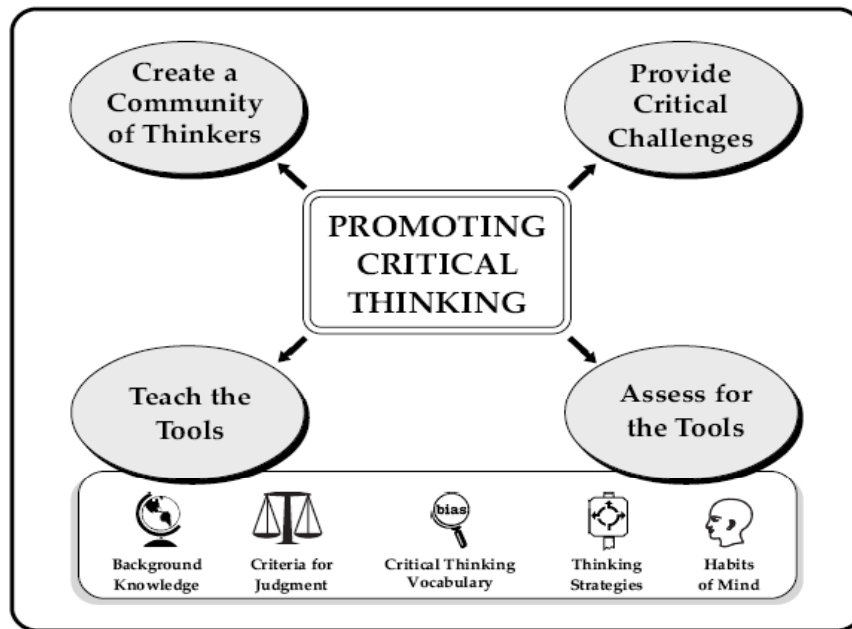 Create a
Community
of Thinkers
Provide
Critical
Challenges
PROMOTING
CRITICAL
THINKING
Teach the
Tools
Assess for
the Tools
bias
Background
Knowledge
Criteria for
Judgment
Critical Thinking
Vocabulary
Thinking
Strategies
Habits
of Mind